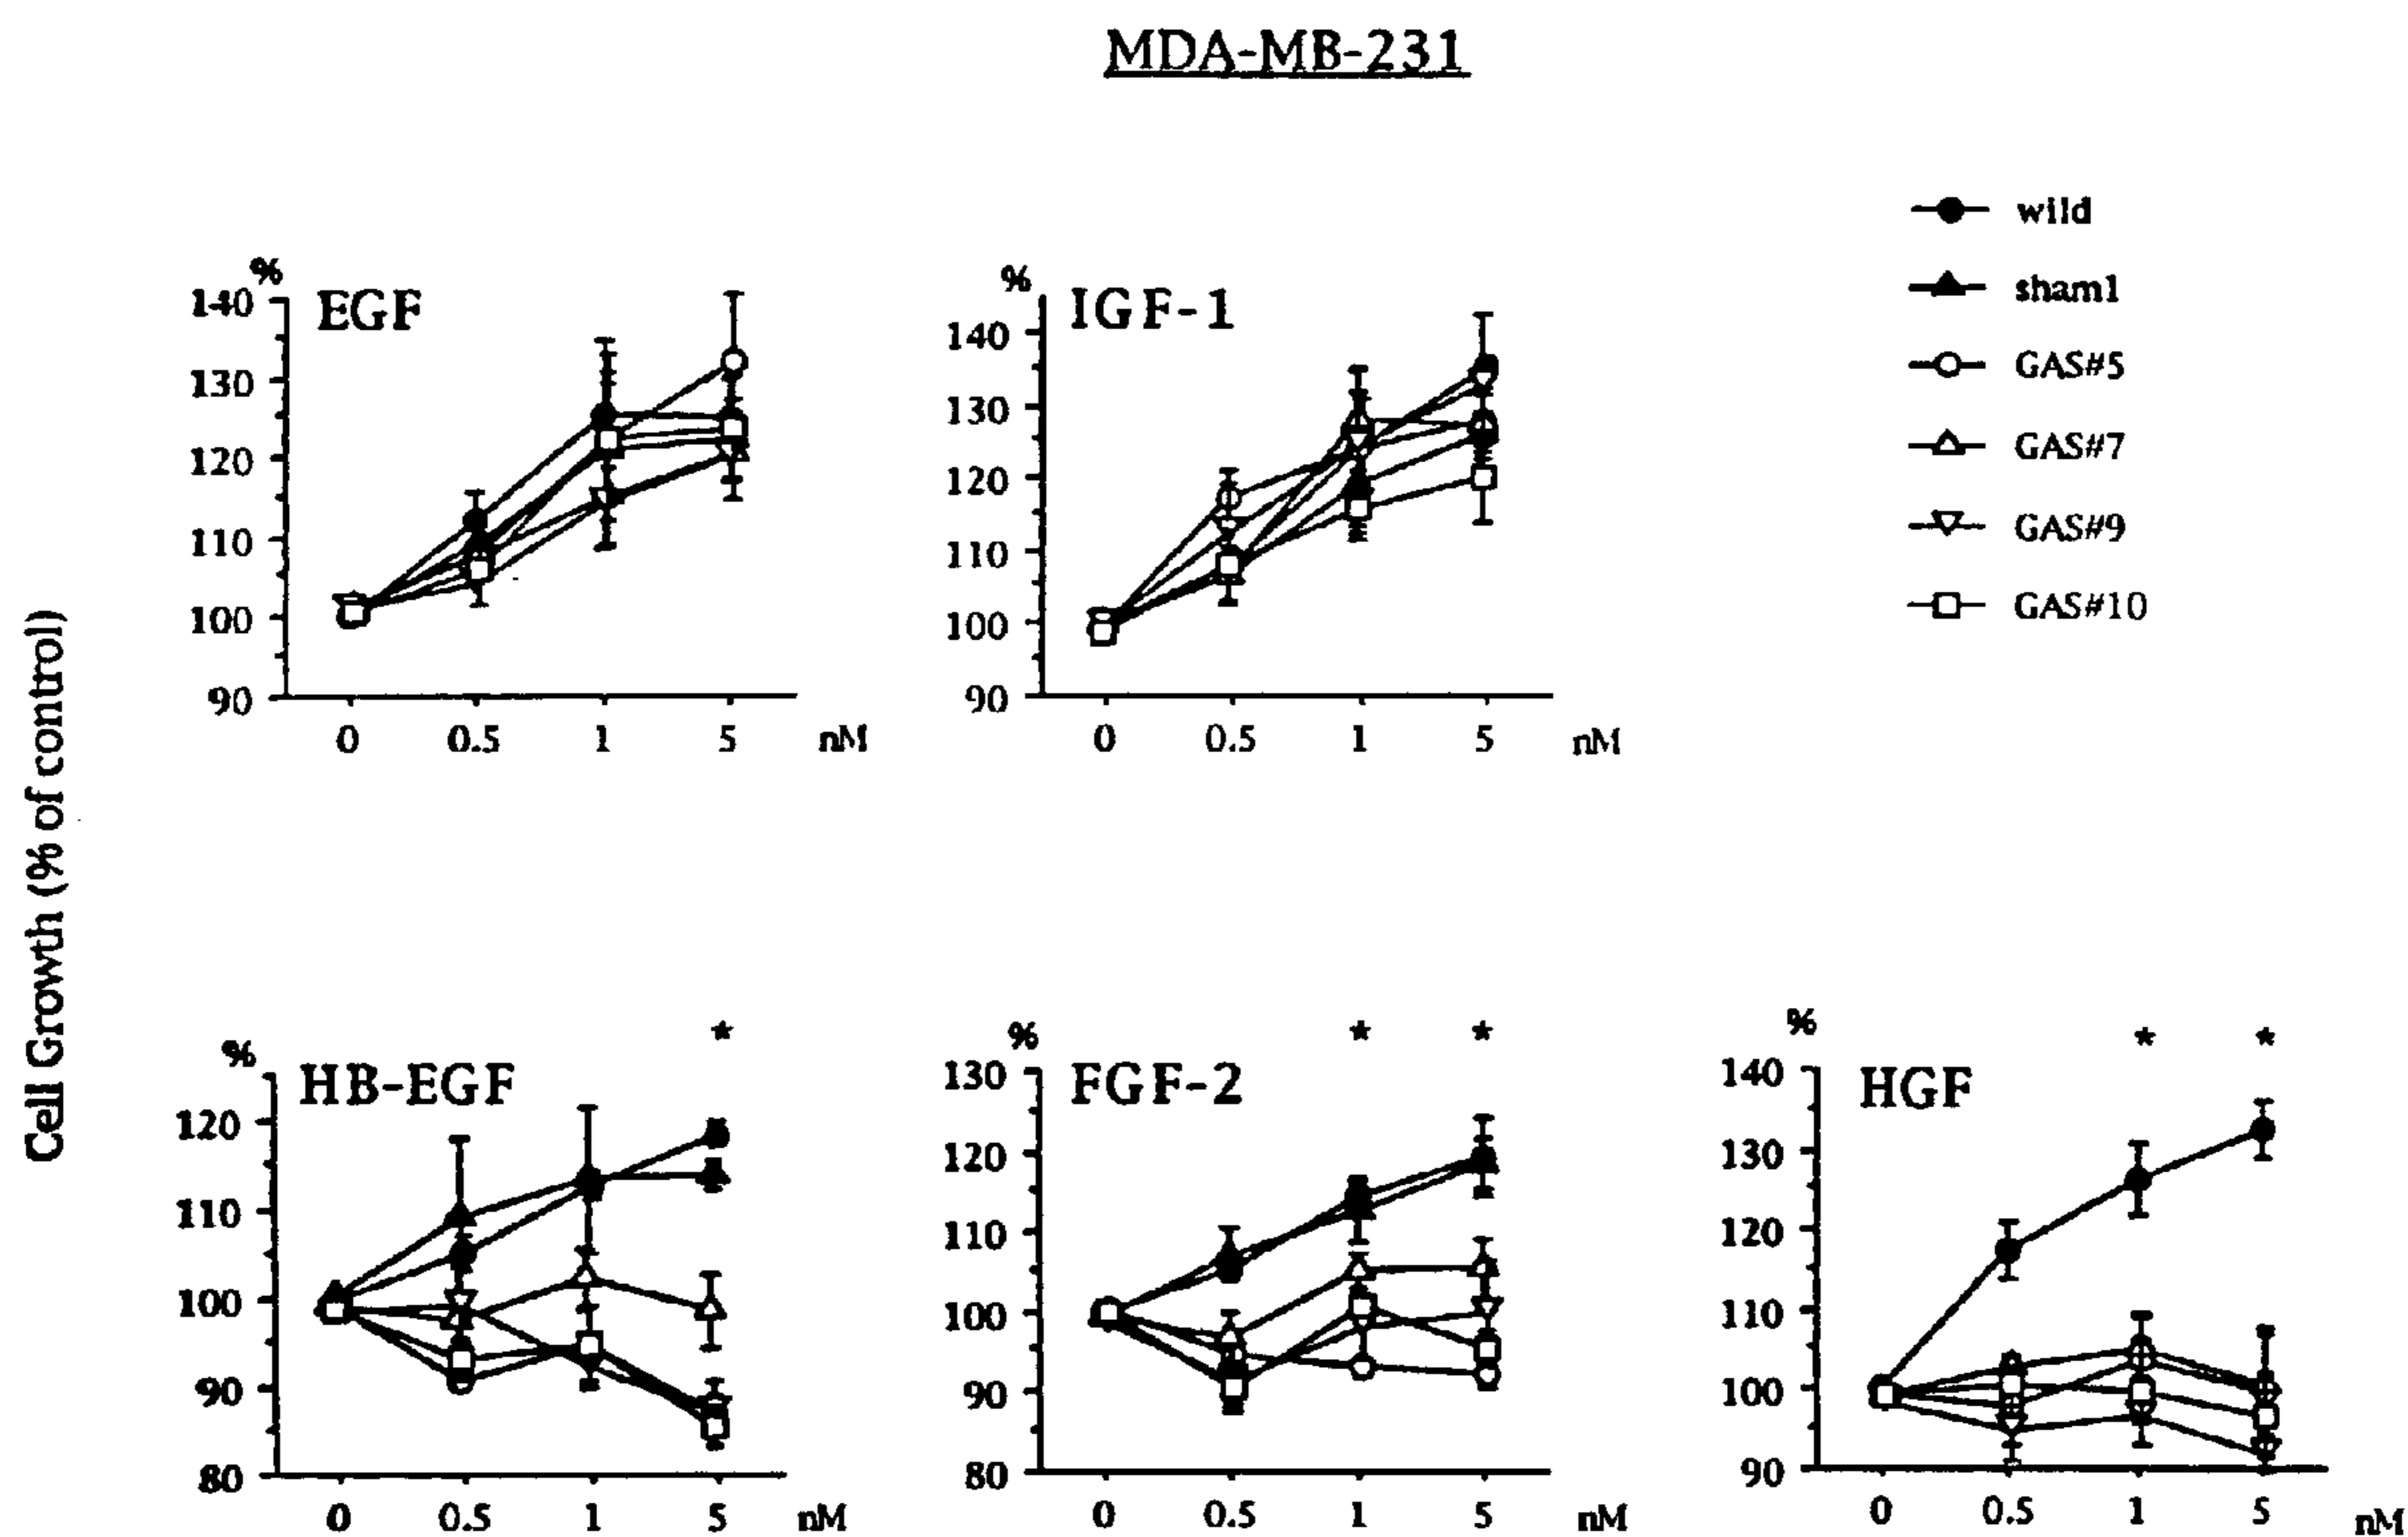 MDA-MB-231
wild
sham1
GAS#5
GAS#7
GAS#9
GAS#10
Cell Growth (% of control)
%
EGF
140
130
120
110
100
90
0 0.5 1 5 nM
%
IGF-1
140
130
120
110
100
90
0 0.5 1 5 nM
*
%
HB-EGF
120
110
100
90
80
0 0.5 1 5 nM
* *
%
FGF-2
130
120
110
100
90
80
0 0.5 1 5 nM
* *
%
HGF
140
130
120
110
100
90
0 0.5 1 5 nM